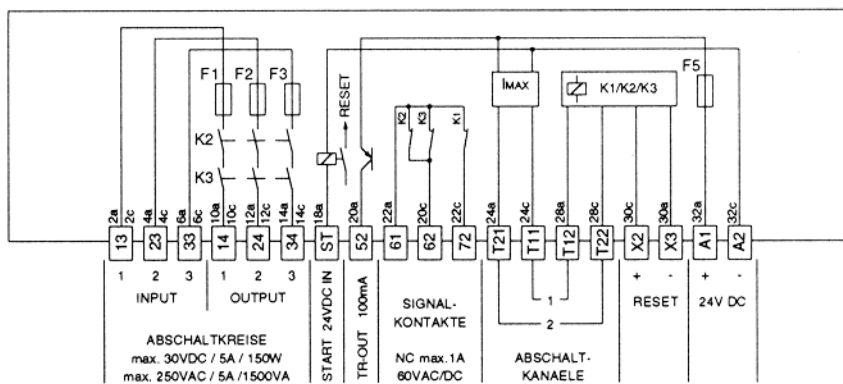 F1 F2 F3 F5
RESET
IMAX
K1/K2/K3
K2 K3 K1
K2
K3
2a 2c 4a 4c 6a 6c 10a 10c 12a 12c 14a 14c 18a 20a 22a 20c 22c 24a 24c 28a 28c 30c 30a 32a 32c
13 23 33 14 24 34 ST 52 61 62 72 T21 T11 T12 T22 X2 X3 A1 A2
1 2 3 1 2 3 + - + -
INPUT OUTPUT
START 24VDC IN
TR-OUT 100mA
SIGNAL-
KONTAKTE
NC max.1A
60VAC/DC
1
2
ABSCHALT-
KANAELE
RESET
24V DC
ABSCHALTKREISE
max. 30VDC / 5A / 150W
max. 250VAC / 5A /1500VA